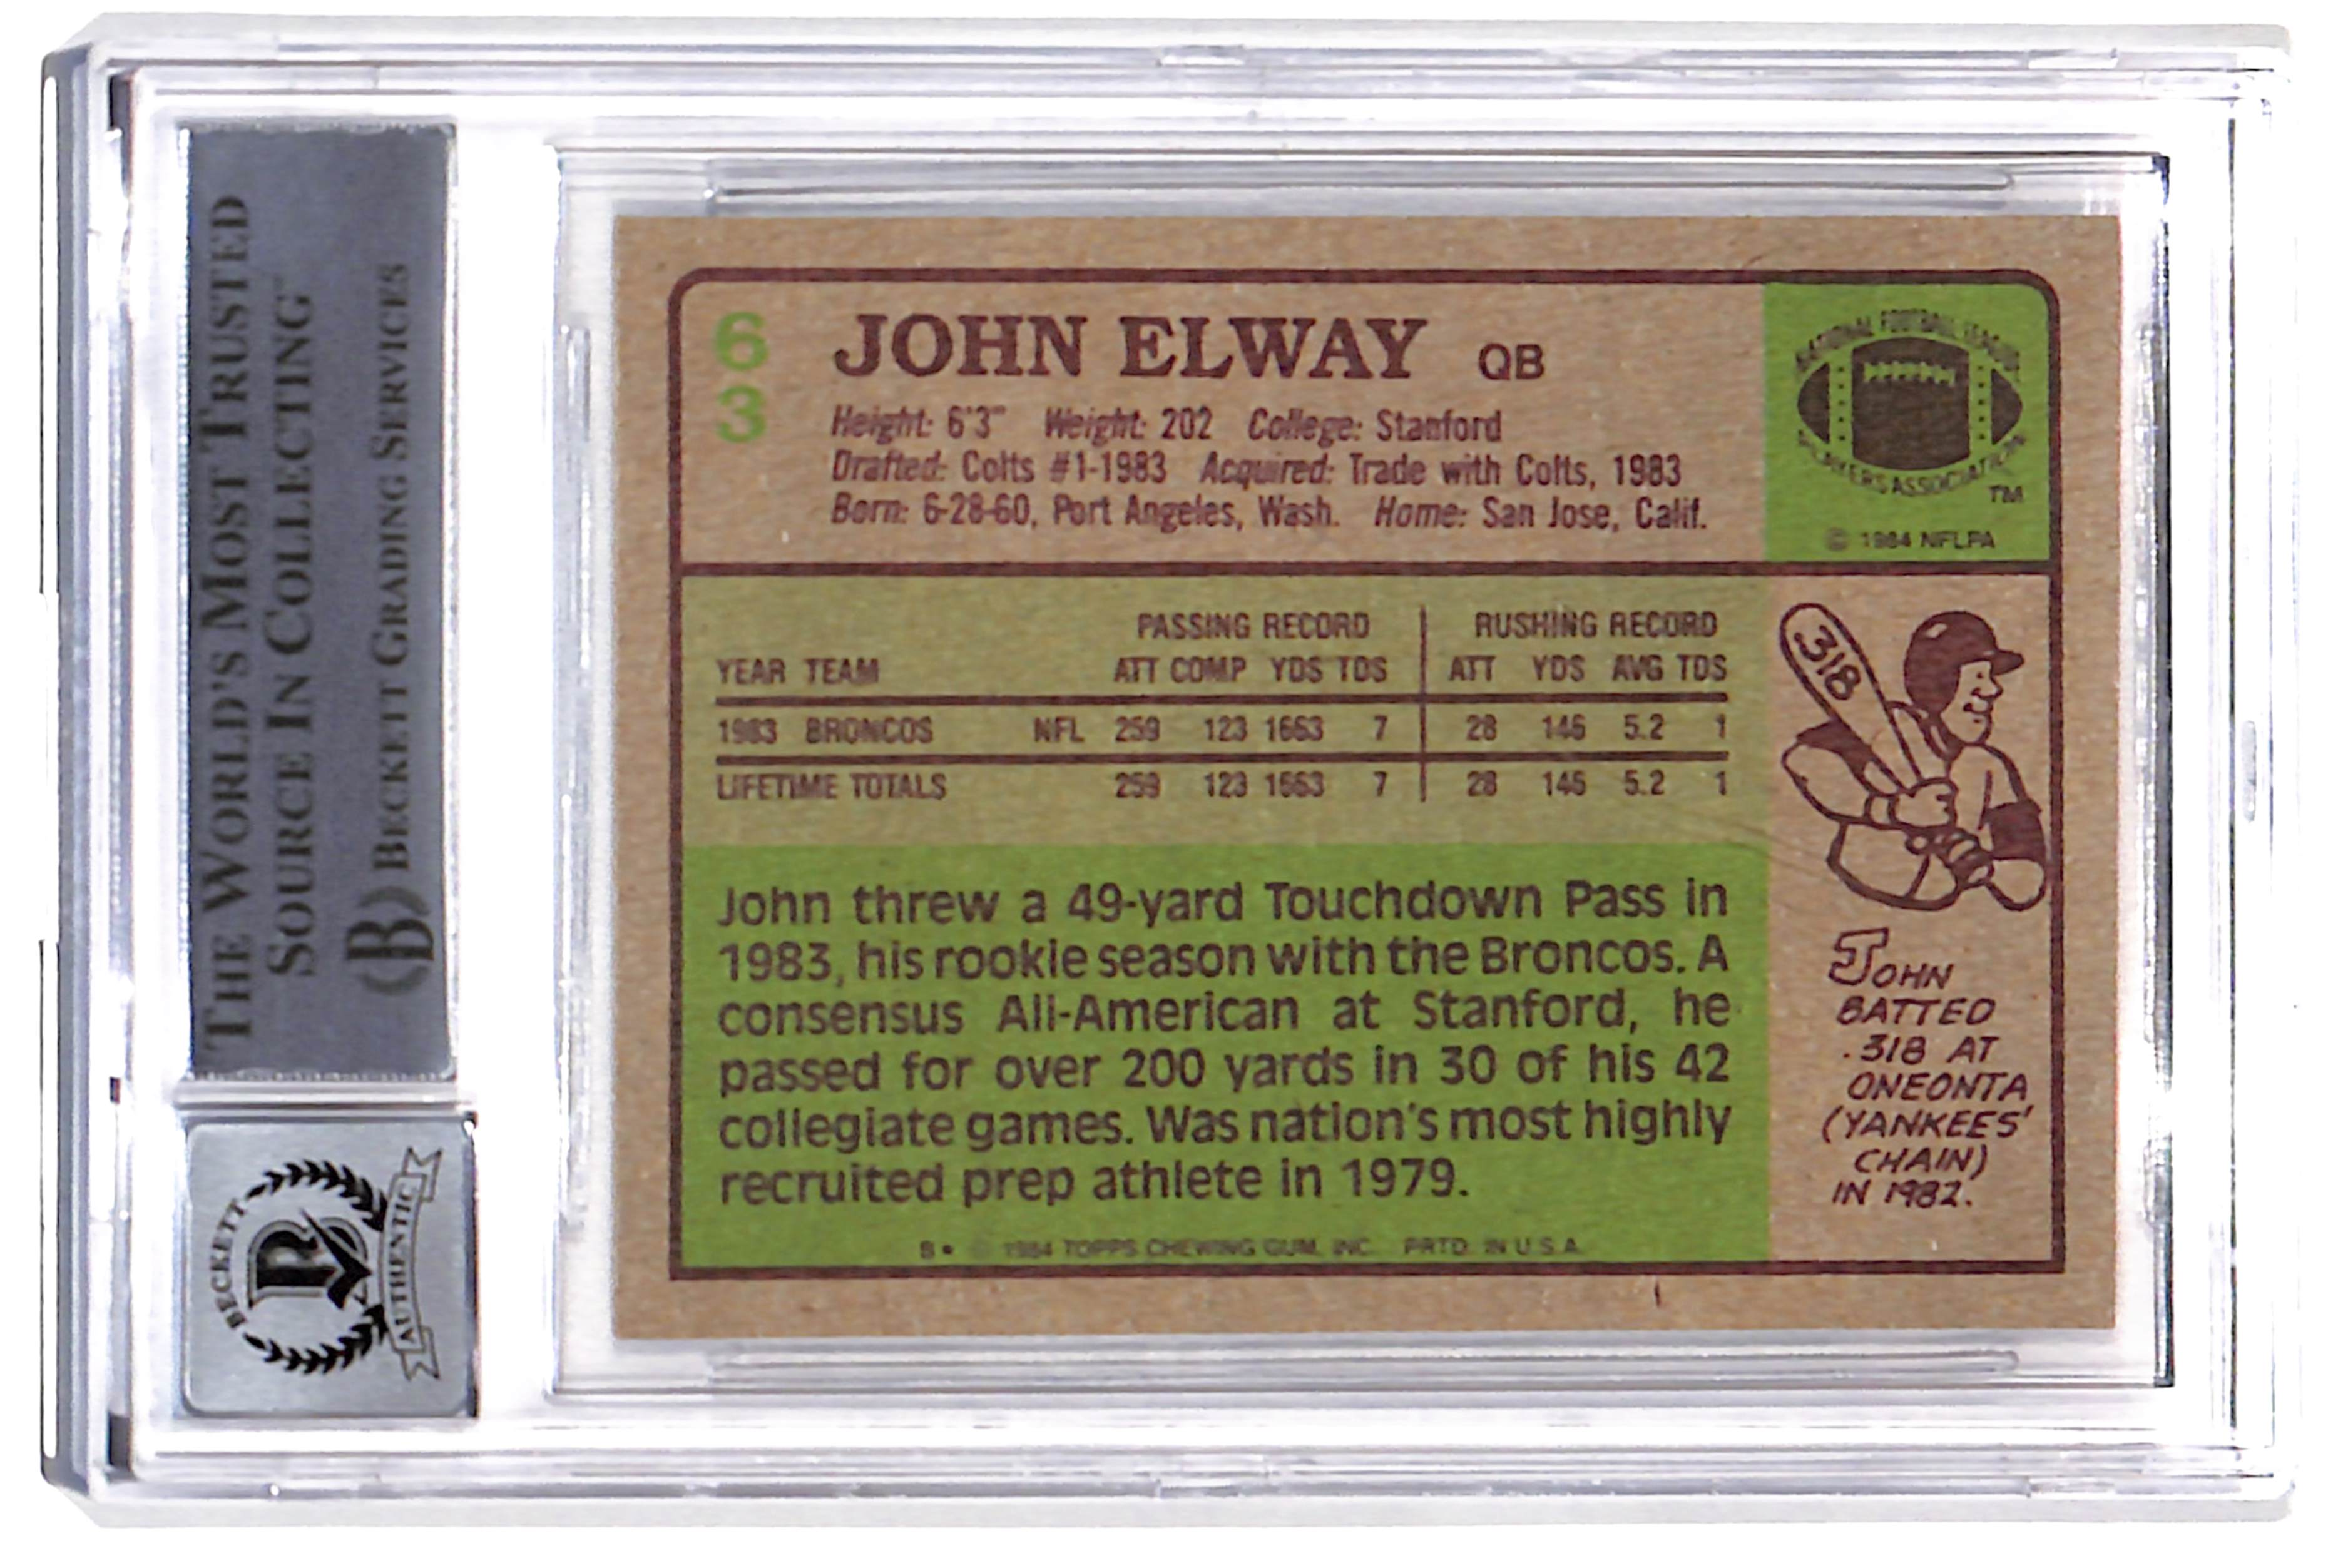 THE WORLD'S MOST TRUSTED
SOURCE IN COLLECTING™
BECKETT GRADING SERVICES
BECKETT
AUTHENTIC
63
JOHN ELWAY QB
Height: 6'3" Weight: 202 College: Stanford
Drafted: Colts #1-1983 Acquired: Trade with Colts, 1983
Born: 6-28-60, Port Angeles, Wash. Home: San Jose, Calif.
NATIONAL FOOTBALL LEAGUE
PLAYERS ASSOCIATION
TM
© 1984 NFLPA
PASSING RECORD RUSHING RECORD
YEAR TEAM ATT COMP YDS TDS ATT YDS AVG TDS
1983 BRONCOS NFL 259 123 1663 7 28 146 5.2 1
LIFETIME TOTALS 259 123 1663 7 28 146 5.2 1
John threw a 49-yard Touchdown Pass in
1983, his rookie season with the Broncos. A
consensus All-American at Stanford, he
passed for over 200 yards in 30 of his 42
collegiate games. Was nation's most highly
recruited prep athlete in 1979.
B• © 1984 TOPPS CHEWING GUM, INC. PRTD. IN U.S.A.
.318
JOHN
BATTED
.318 AT
ONEONTA
(YANKEES'
CHAIN)
IN 1982.